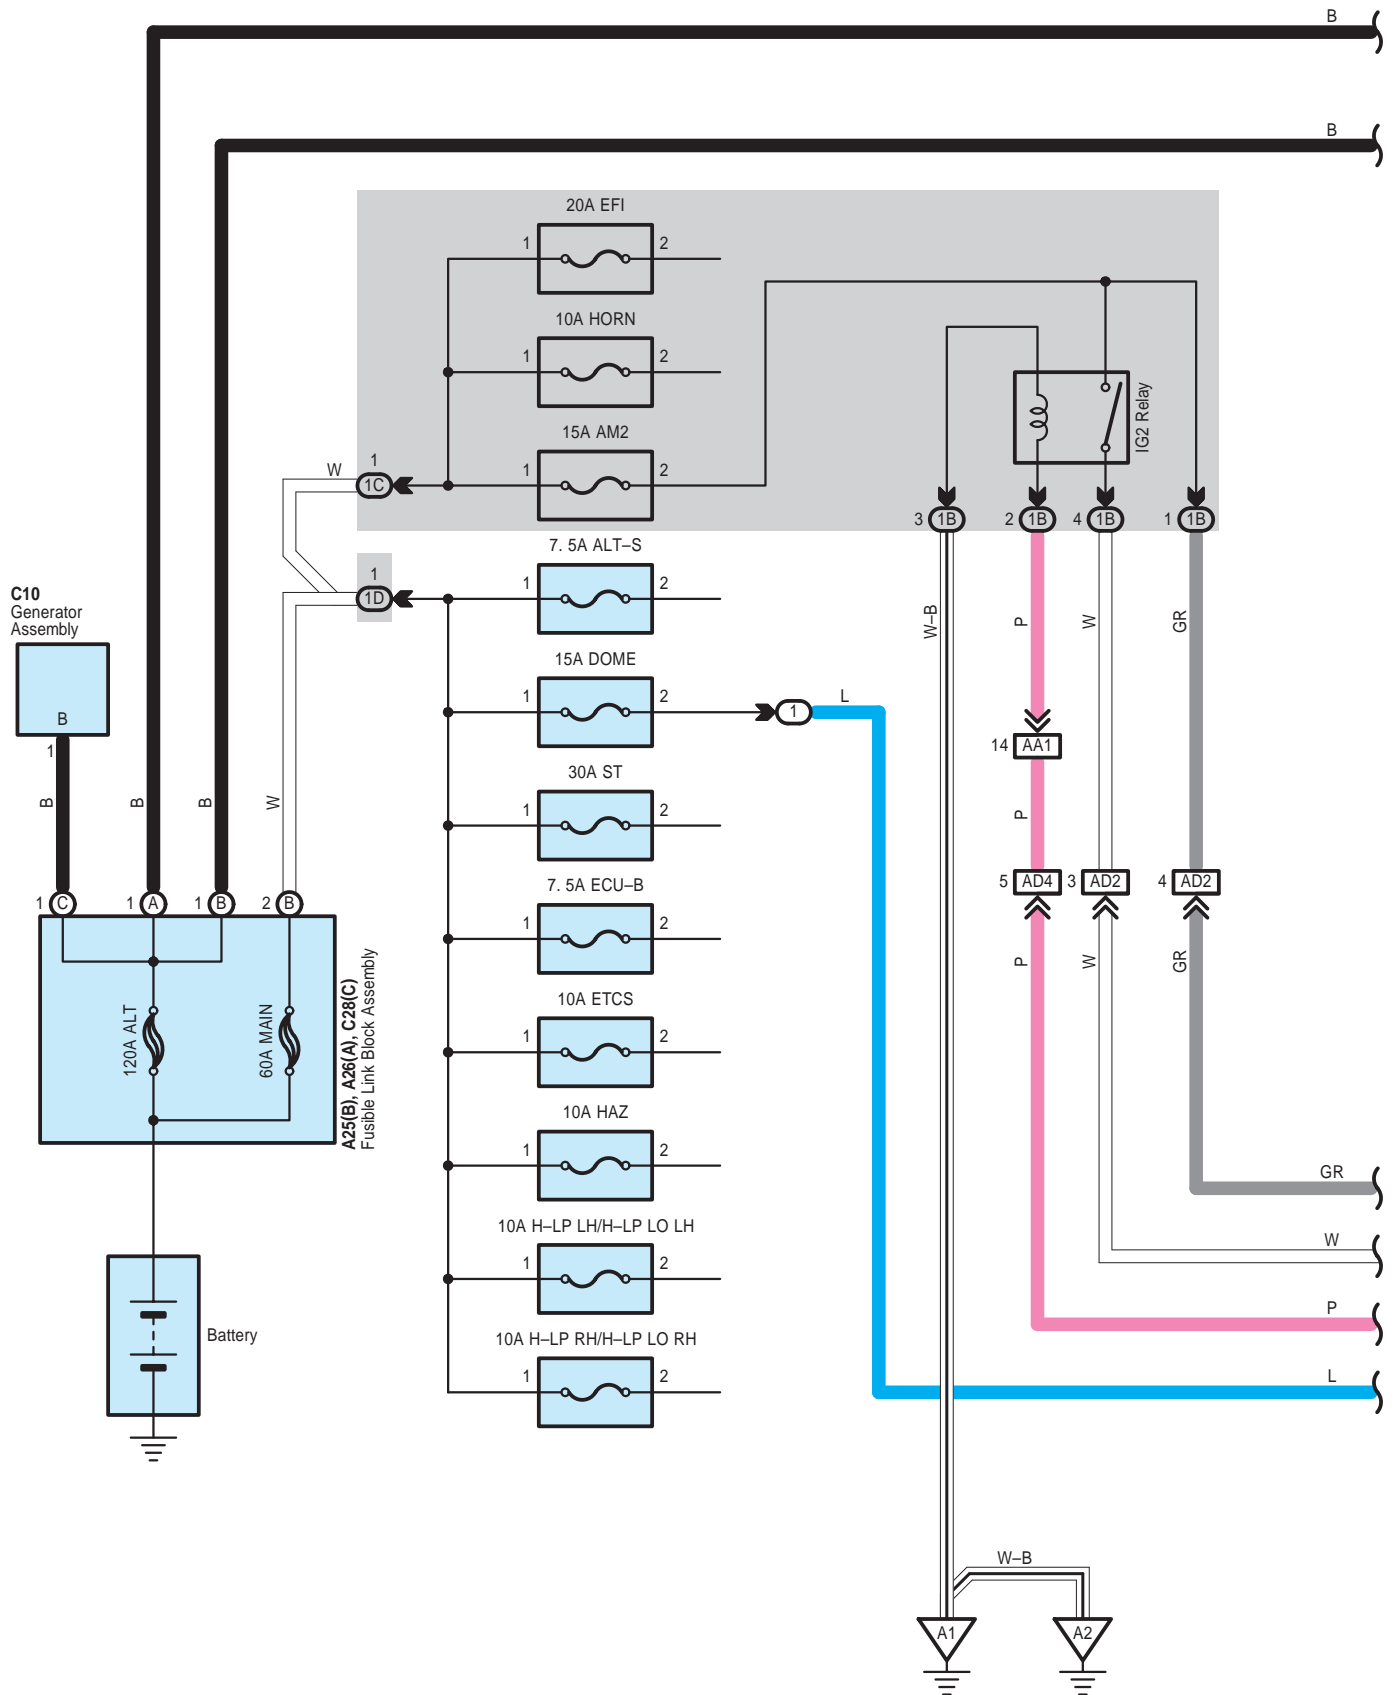 B
B
20A EFI
1 2
10A HORN
1 2
15A AM2
1 2
W
1
1C
IG2 Relay
3 1B
2 1B
4 1B
1 1B
7. 5A ALT–S
1 2
1
1D
W–B
P
W
GR
C10
Generator
Assembly
B
1
15A DOME
1 2
1
L
14 AA1
30A ST
1 2
B
B
B
W
P
7. 5A ECU–B
1 2
5 AD4
3 AD2
4 AD2
1 C
1 A
1 B
2 B
P
W
GR
120A ALT
60A MAIN
A25(B), A26(A), C28(C)
Fusible Link Block Assembly
10A ETCS
1 2
10A HAZ
1 2
GR
10A H–LP LH/H–LP LO LH
1 2
W
P
Battery
10A H–LP RH/H–LP LO RH
1 2
L
W–B
A1
A2